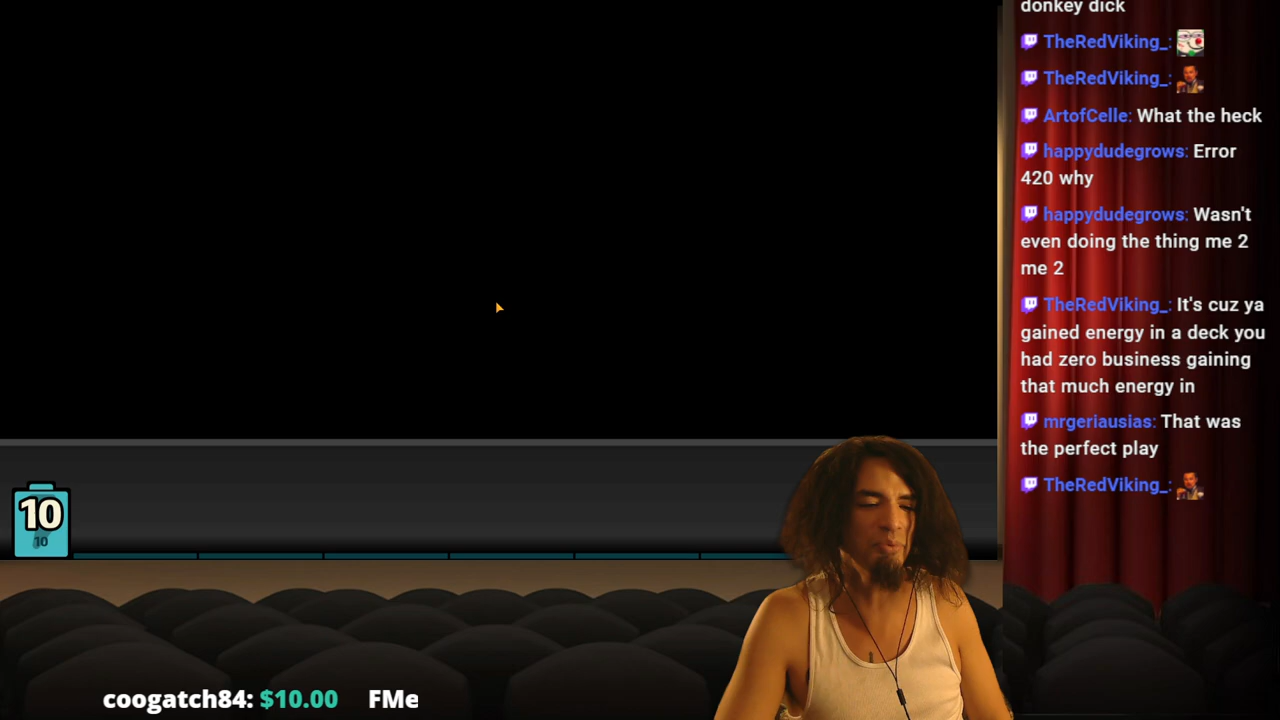 donkey dick
TheRedViking_:
TheRedViking_:
ArtofCelle: What the heck
happydudegrows: Error
420 why
happydudegrows: Wasn't
even doing the thing me 2
me 2
TheRedViking_: It's cuz ya
gained energy in a deck you
had zero business gaining
that much energy in
mrgeriausias: That was
the perfect play
TheRedViking_:
10
10
coogatch84: $10.00 FMe